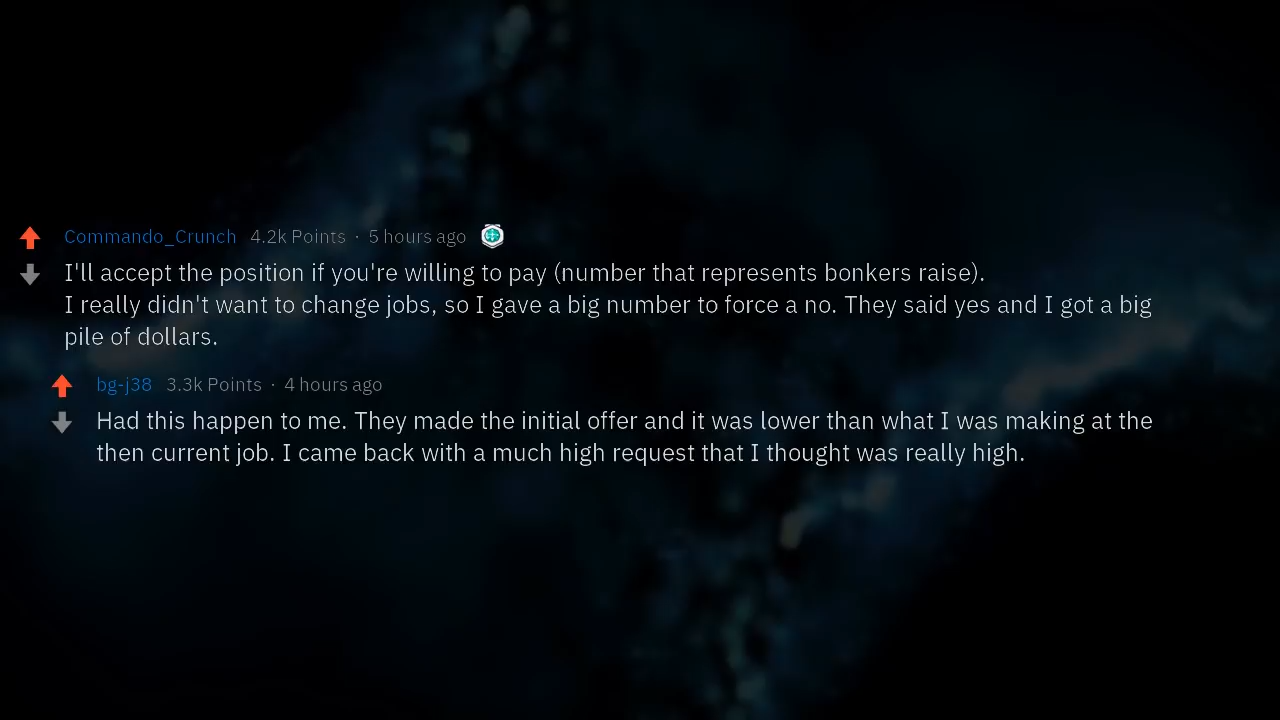 Commando_Crunch 4.2k Points · 5 hours ago
I'll accept the position if you're willing to pay (number that represents bonkers raise).
I really didn't want to change jobs, so I gave a big number to force a no. They said yes and I got a big
pile of dollars.
bg-j38 3.3k Points · 4 hours ago
Had this happen to me. They made the initial offer and it was lower than what I was making at the
then current job. I came back with a much high request that I thought was really high.